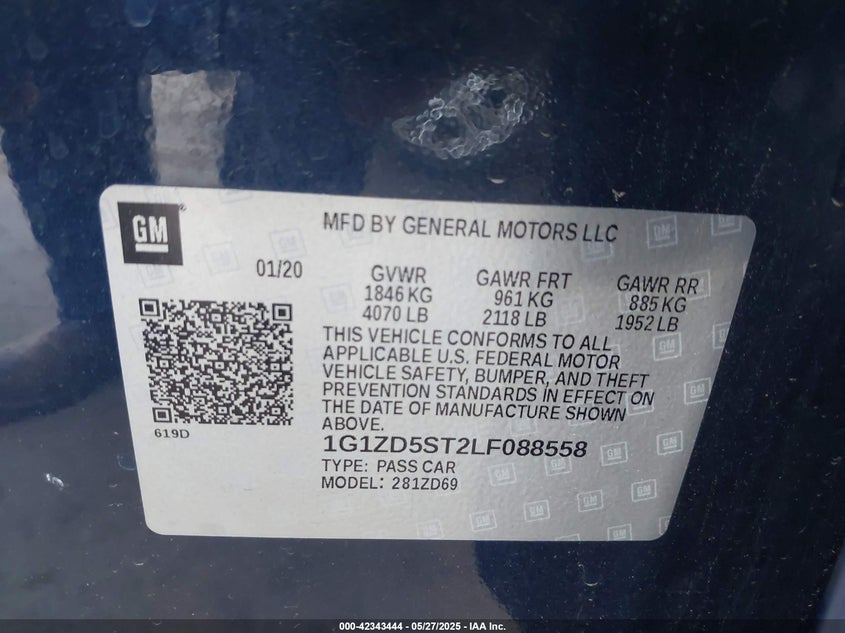 GM
MFD BY GENERAL MOTORS LLC
01/20
GVWR
1846 KG
4070 LB
GAWR FRT
961 KG
2118 LB
GAWR RR
885 KG
1952 LB
THIS VEHICLE CONFORMS TO ALL
APPLICABLE U.S. FEDERAL MOTOR
VEHICLE SAFETY, BUMPER, AND THEFT
PREVENTION STANDARDS IN EFFECT ON
THE DATE OF MANUFACTURE SHOWN
ABOVE.
619D
1G1ZD5ST2LF088558
TYPE: PASS CAR
MODEL: 281ZD69
000-42343444 — 05/27/2025 — IAA Inc.